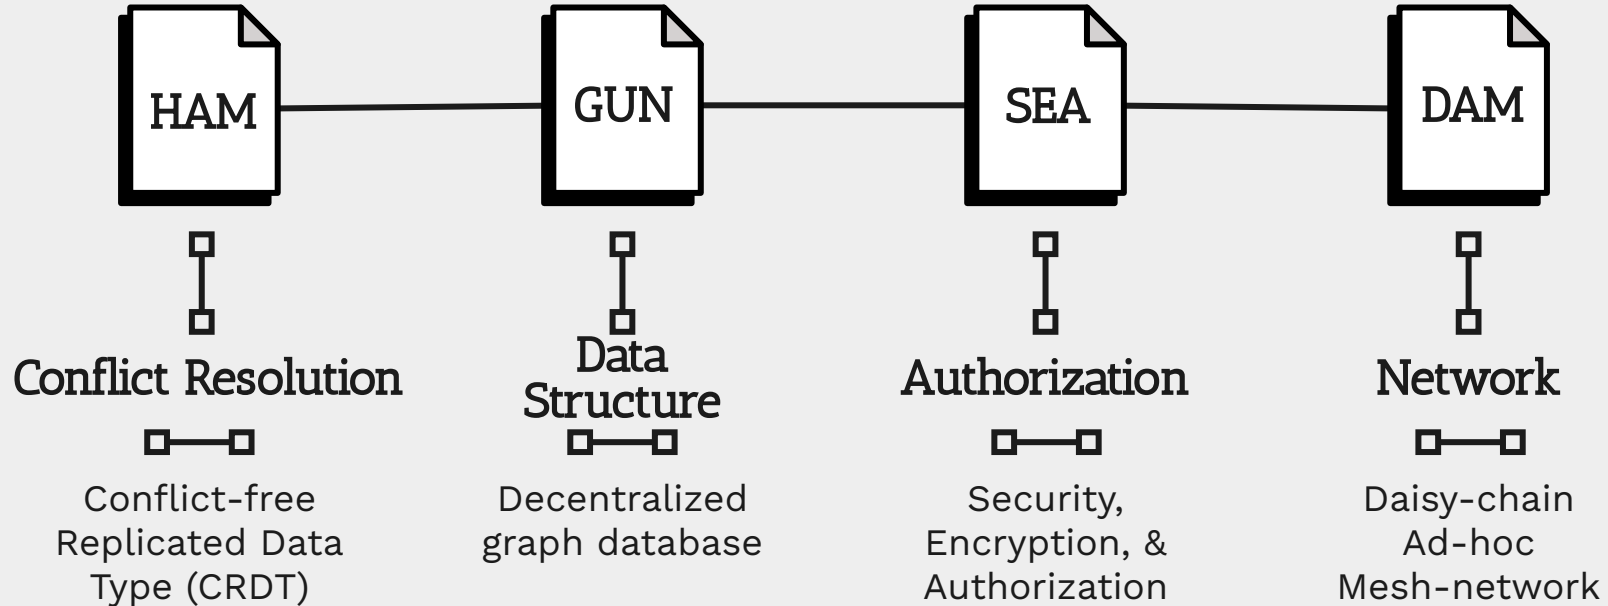 HAM
GUN
SEA
DAM
Conflict Resolution
Data
Structure
Authorization
Network
Conflict-free
Replicated Data
Type (CRDT)
Decentralized
graph database
Security,
Encryption, &
Authorization
Daisy-chain
Ad-hoc
Mesh-network